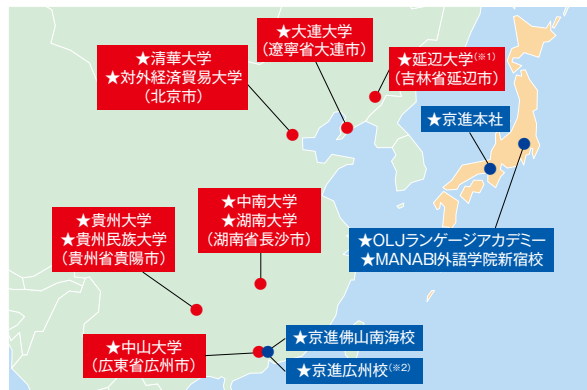 ★大連大学
(遼寧省大連市)
★清華大学
★対外経済貿易大学
(北京市)
★延辺大学(※1)
(吉林省延辺市)
★京進本社
★中南大学
★湖南大学
(湖南省長沙市)
★貴州大学
★貴州民族大学
(貴州省貴陽市)
★OLJランゲージアカデミー
★MANABI外語学院新宿校
★中山大学
(広東省広州市)
★京進佛山南海校
★京進広州校(※2)